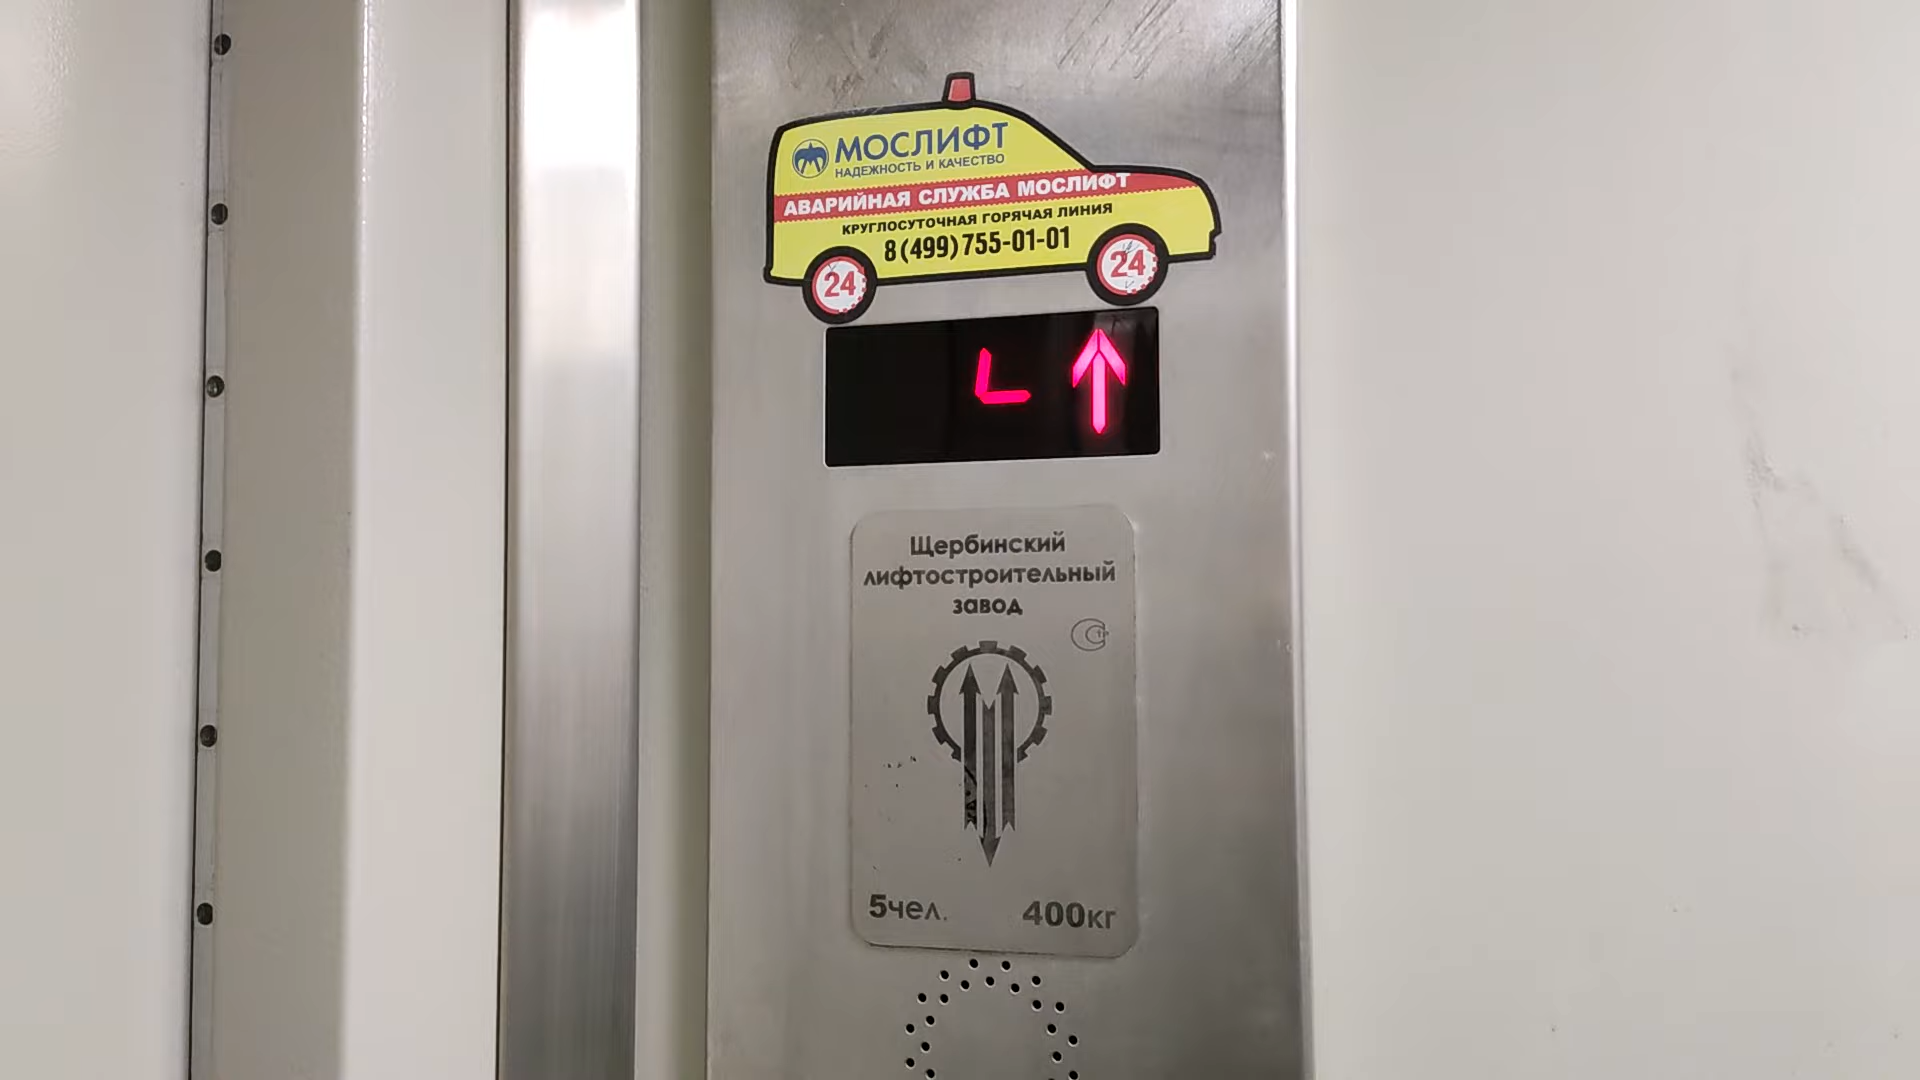 МОСЛИФТ
НАДЕЖНОСТЬ И КАЧЕСТВО
АВАРИЙНАЯ СЛУЖБА МОСЛИФТ
КРУГЛОСУТОЧНАЯ ГОРЯЧАЯ ЛИНИЯ
8(499)755-01-01
24 24
Щербинский
лифтостроительный
завод
5чел. 400кг